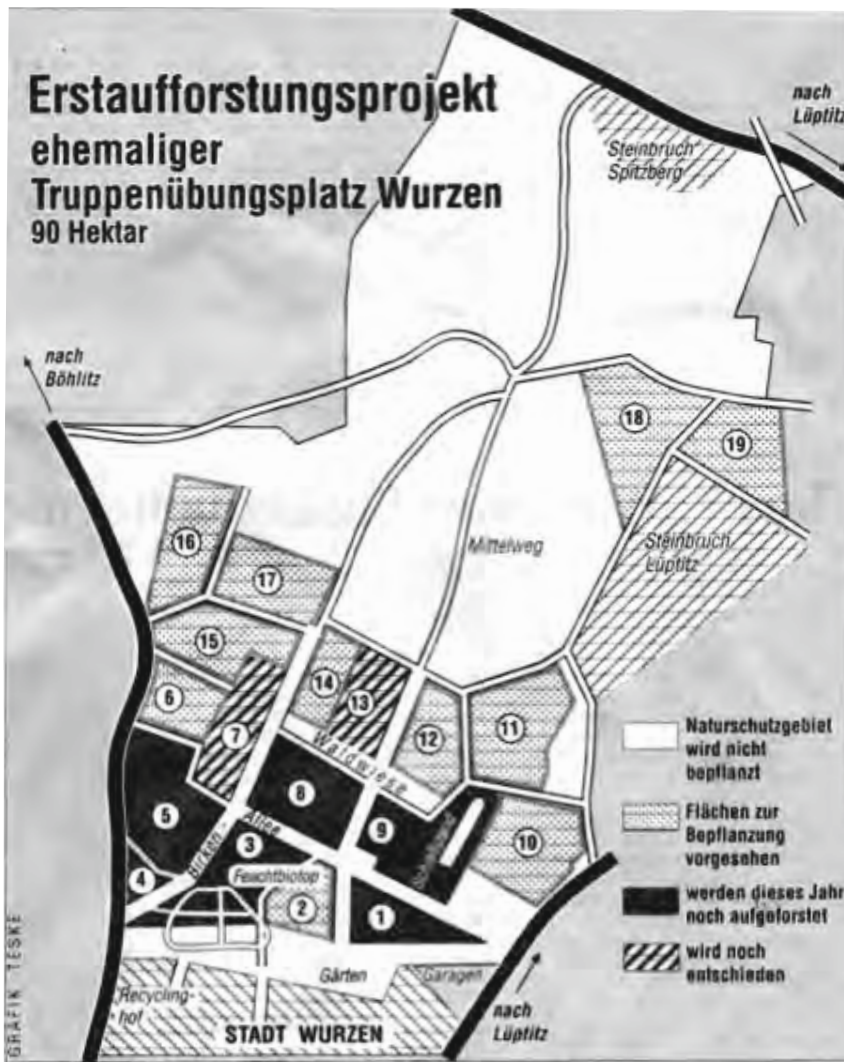 Erstaufforstungsprojekt
ehemaliger
Truppenübungsplatz Wurzen
90 Hektar
nach
Lüptitz
Steinbruch
Spitzberg
nach
Böhlitz
18
19
16
Mittelweg
Steinbruch
Lüptitz
17
15
14
13
6
12
11
7
Waldwiese
8
5
9
Birken-
Allee
3
10
4
Feuchtbiotop
2
1
Naturschutzgebiet
wird nicht
bepflanzt
Flächen zur
Bepflanzung
vorgesehen
werden dieses Jahr
noch aufgeforstet
wird noch
entschieden
Gärten
Garagen
Recycling-
hof
STADT WURZEN
nach
Lüptitz
GRAFIK TESKE